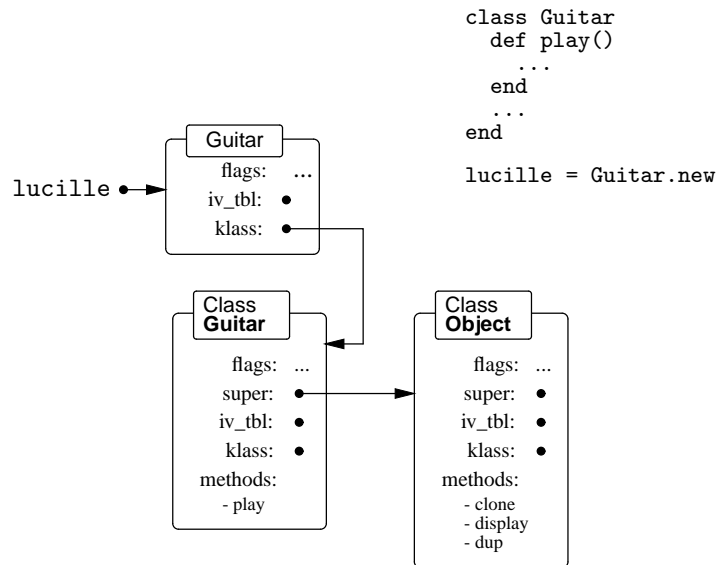 class Guitar
def play()
...
end
...
end
lucille = Guitar.new
Guitar
flags: ...
lucille
iv_tbl:
klass:
Class
Guitar
flags: ...
super:
iv_tbl:
klass:
methods:
- play
Class
Object
flags: ...
super:
iv_tbl:
klass:
methods:
- clone
- display
- dup